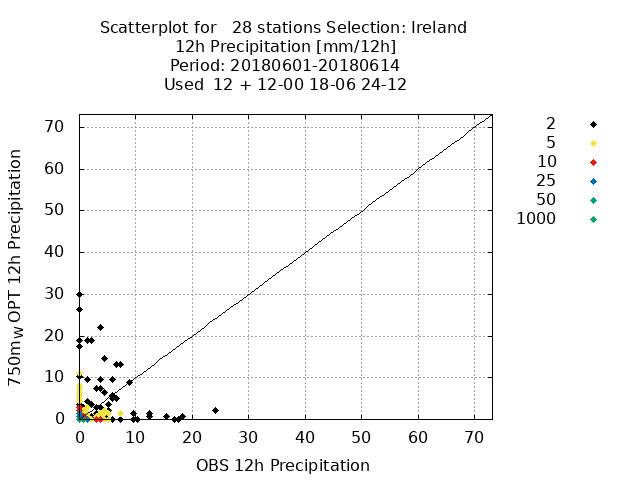 Scatterplot for 28 stations Selection: Ireland
12h Precipitation [mm/12h]
Period: 20180601-20180614
Used 12 + 12-00 18-06 24-12
2
5
10
25
50
1000
70
60
50
40
30
20
10
0
0 10 20 30 40 50 60 70
OBS 12h Precipitation
750mw OPT 12h Precipitation